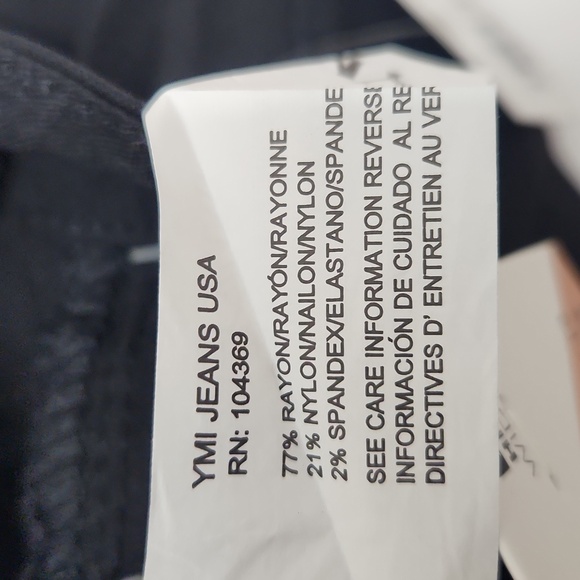 YMI JEANS USA
RN: 104369
77% RAYON/RAYÓN/RAYONNE
21% NYLON/NAILON/NYLON
2% SPANDEX/ELASTANO/SPANDE
SEE CARE INFORMATION REVERSE
INFORMACIÓN DE CUIDADO AL RE
DIRECTIVES D' ENTRETIEN AU VER